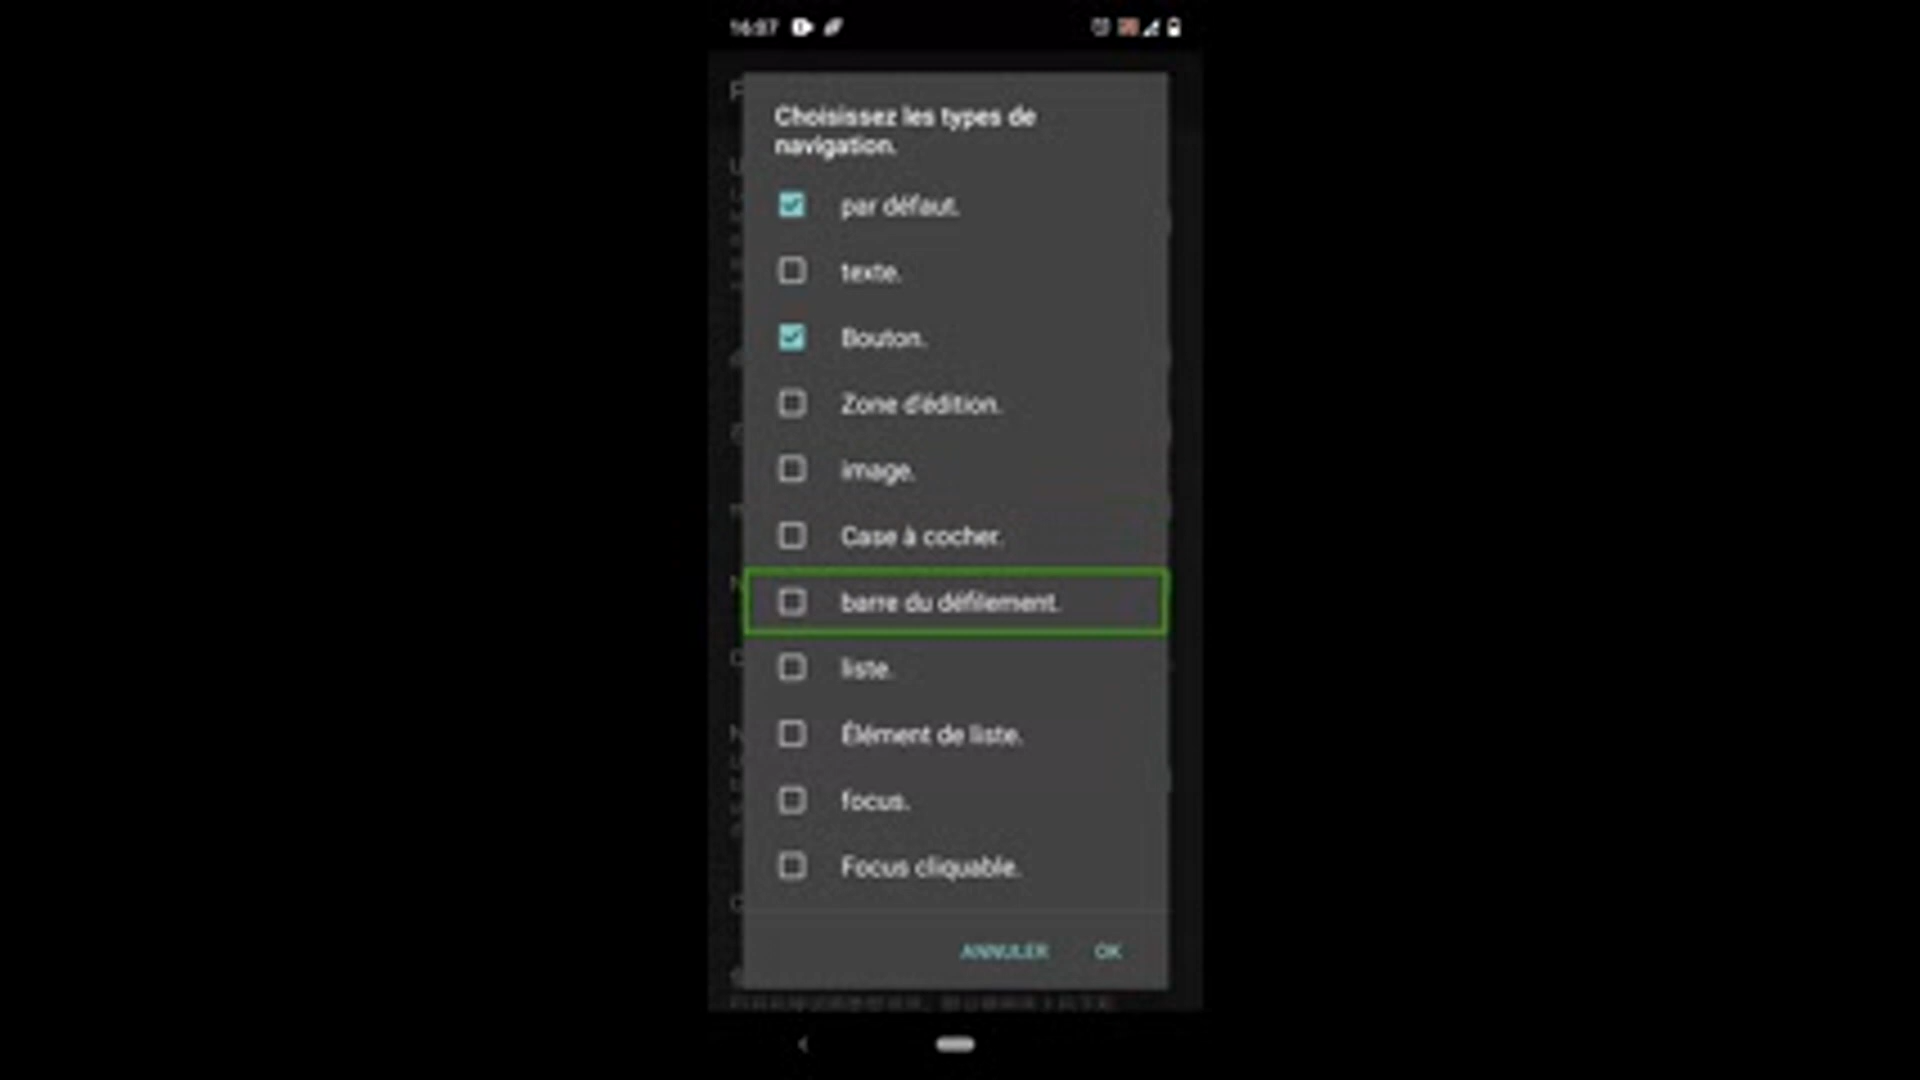 16:07
Choisissez les types de
navigation.
par défaut.
texte.
Bouton.
Zone d'édition.
image.
Case à cocher.
barre du défilement.
liste.
Élément de liste.
focus.
Focus cliquable.
ANNULER OK